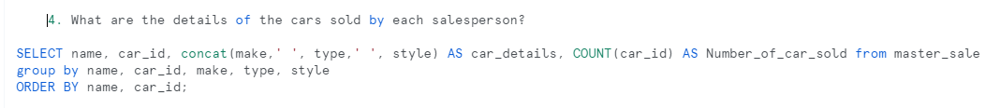 4. What are the details of the cars sold by each salesperson?
SELECT name, car_id, concat(make,' ', type,' ', style) AS car_details, COUNT(car_id) AS Number_of_car_sold from master_sale
group by name, car_id, make, type, style
ORDER BY name, car_id;